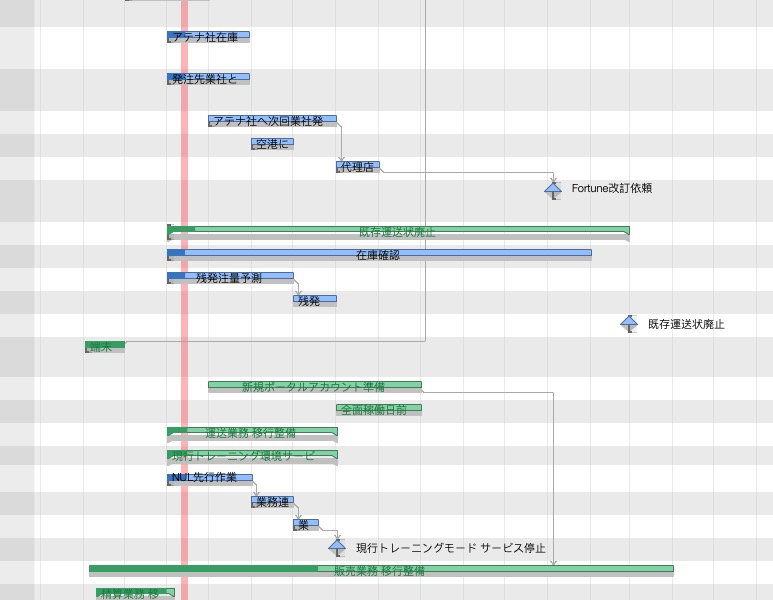 アテナ社在庫
発注先業社と
アテナ社へ次回業社発
空港に
代理店
Fortune改訂依頼
既存運送状廃止
在庫確認
残発注量予測
残発
既存運送状廃止
端末
新規ポータルアカウント準備
全面稼働日前
運送業務 移行整備
現行トレーニング環境サービ
NUL先行作業
業務連
業
現行トレーニングモード サービス停止
販売業務 移行整備
精算業務 移